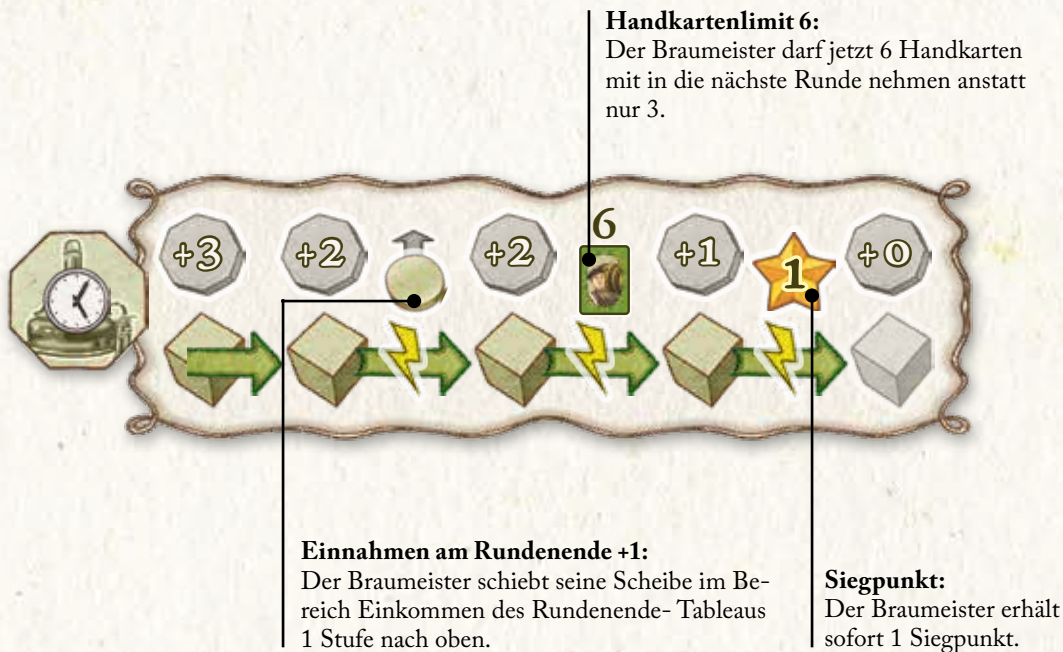 Handkartenlimit 6:
Der Braumeister darf jetzt 6 Handkarten
mit in die nächste Runde nehmen anstatt
nur 3.
6
+3 +2 +2 +1 1 +0
Einnahmen am Rundenende +1:
Der Braumeister schiebt seine Scheibe im Be-
reich Einkommen des Rundenende- Tableaus
1 Stufe nach oben.
Siegpunkt:
Der Braumeister erhält
sofort 1 Siegpunkt.